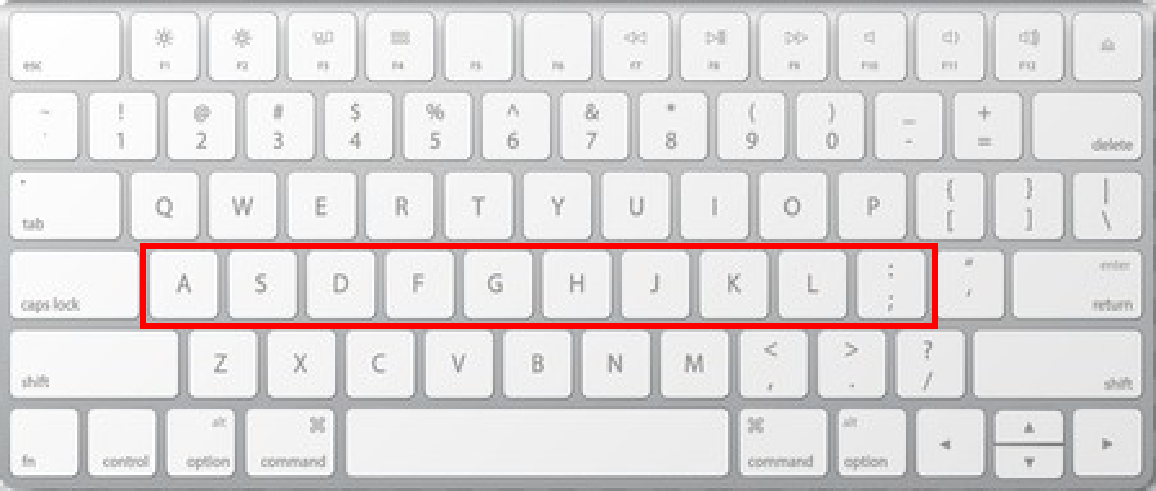 esc F1 F2 F3 F4 F5 F6 F7 F8 F9 F10 F11 F12
~ ! @ # $ % ^ & * ( ) _ +
` 1 2 3 4 5 6 7 8 9 0 - = delete
tab Q W E R T Y U I O P { [ } ] | \
caps lock A S D F G H J K L : ; " , enter return
shift Z X C V B N M < , > . ? / shift
fn control alt option ⌘ command ⌘ command alt option ◄ ▲ ▼ ►